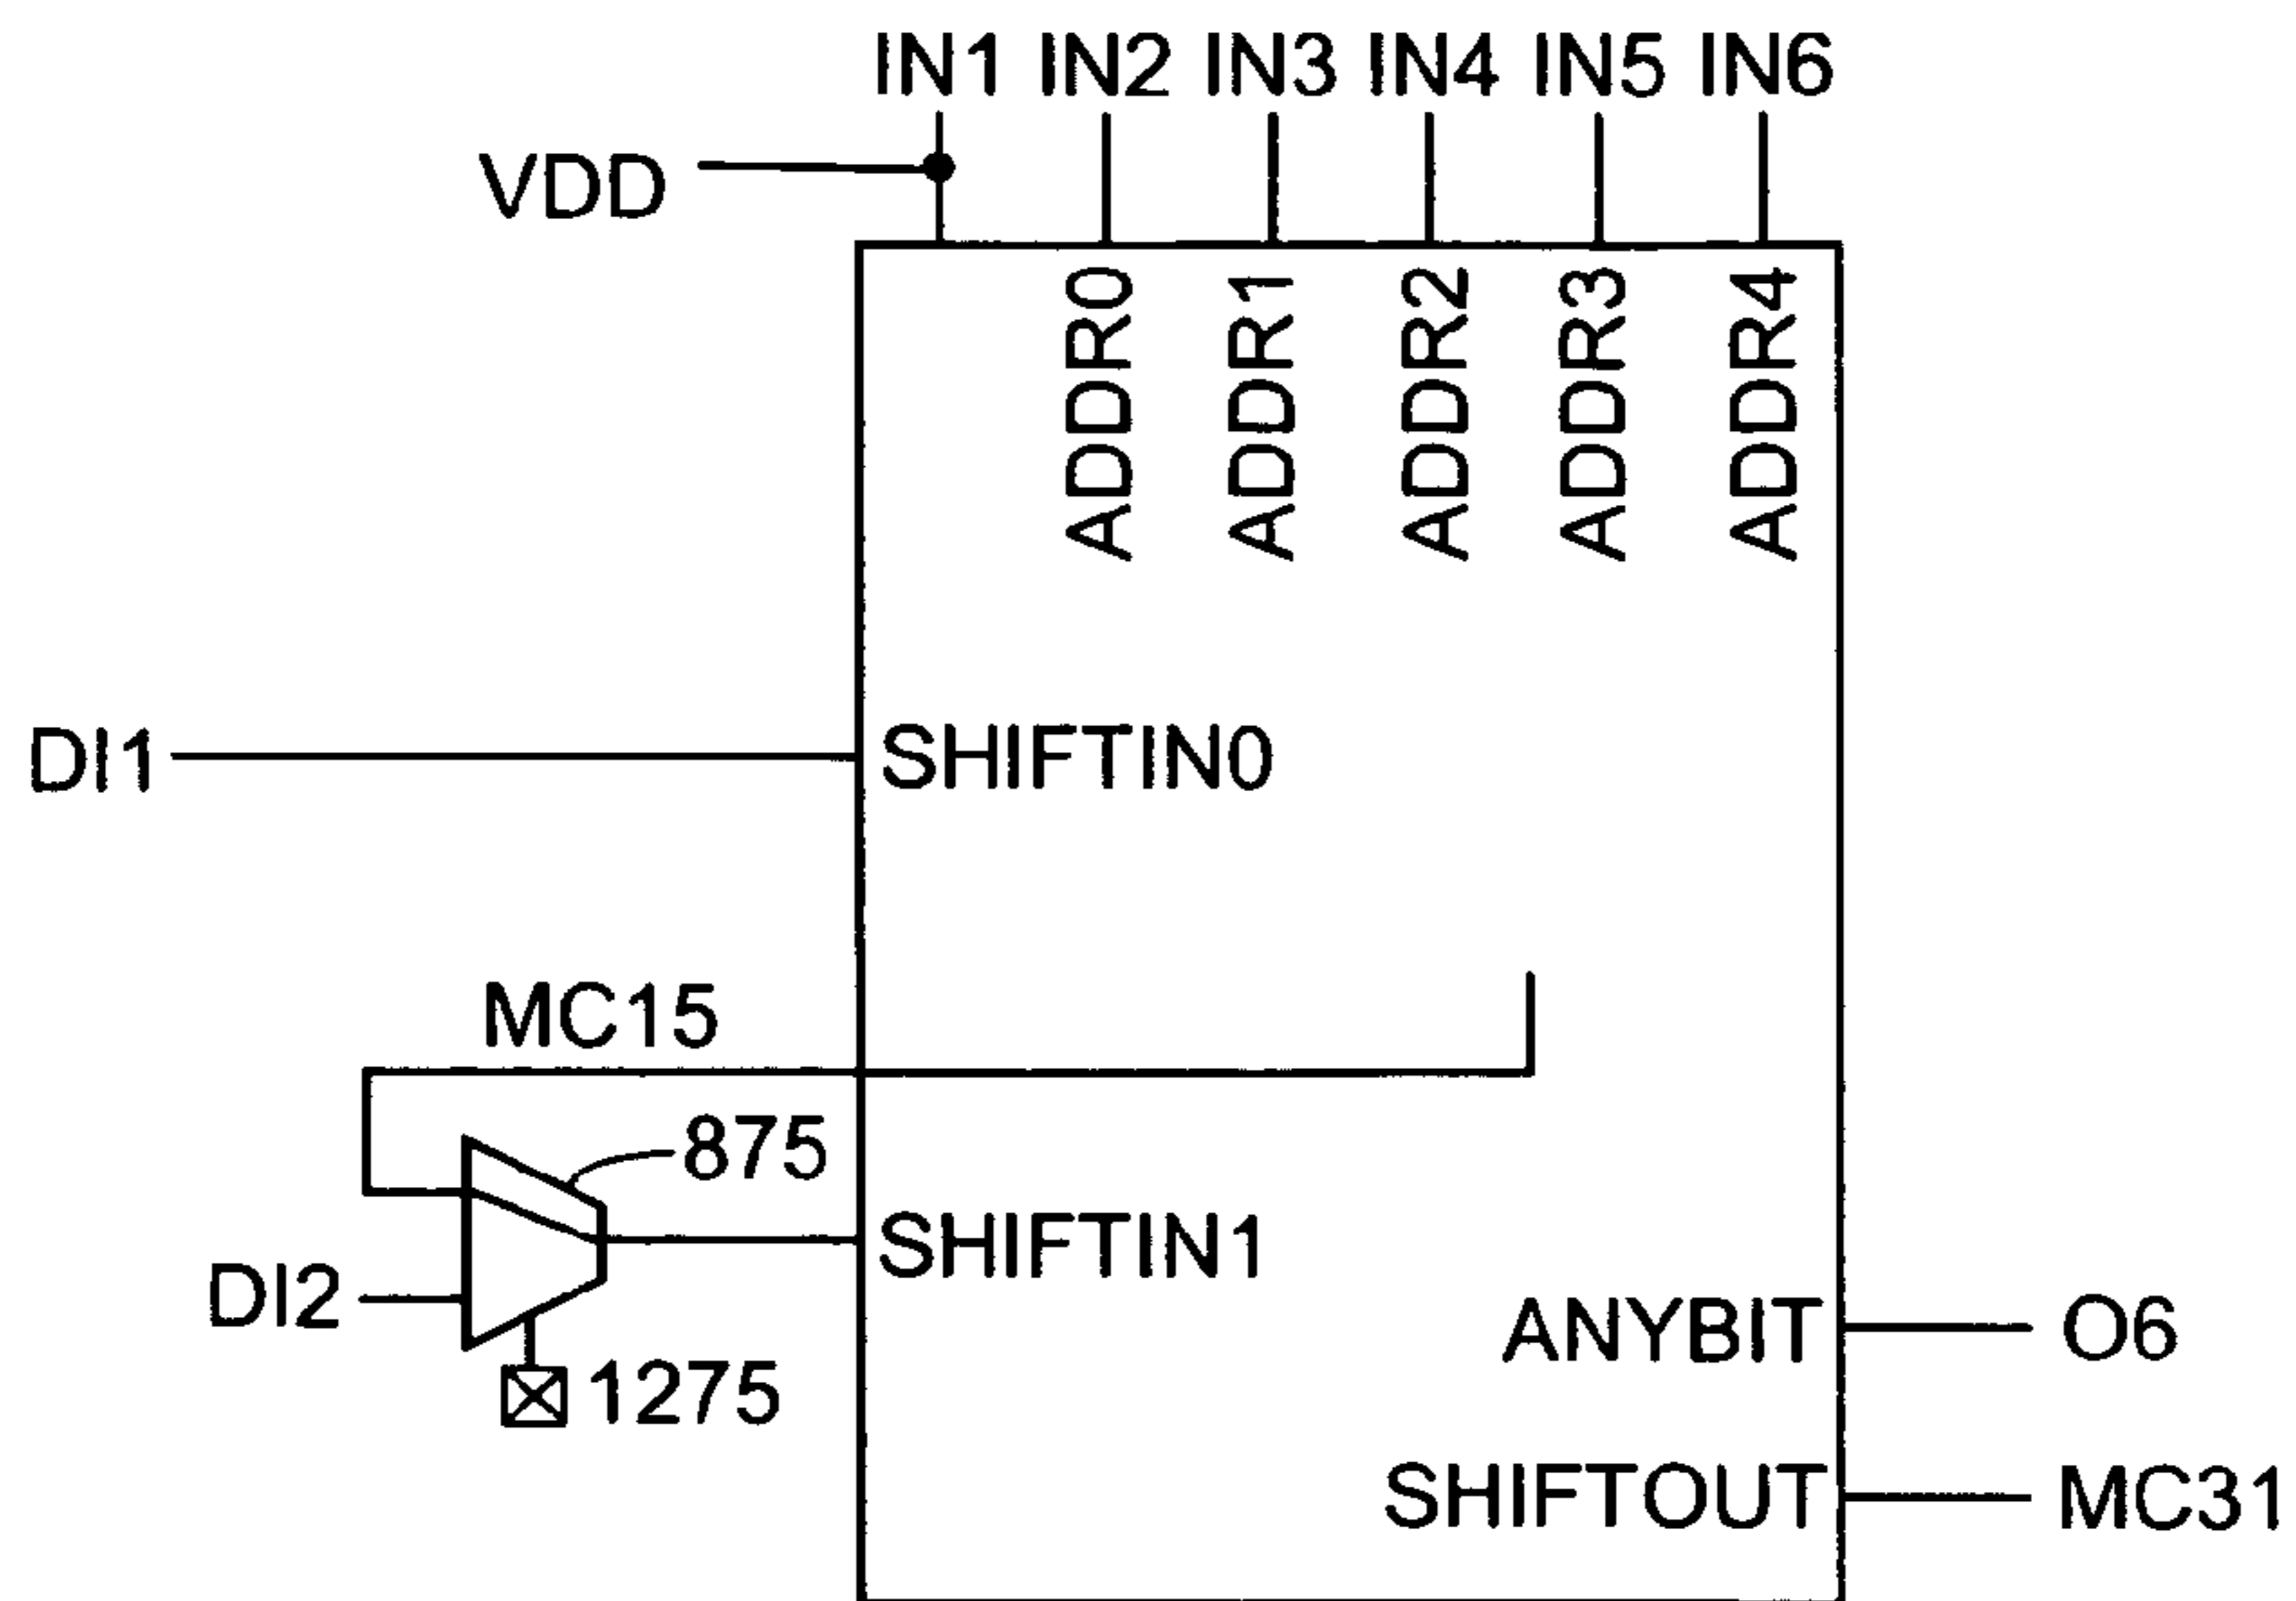 IN1 IN2 IN3 IN4 IN5 IN6
VDD
ADDR0
ADDR1
ADDR2
ADDR3
ADDR4
DI1
SHIFTIN0
MC15
875
SHIFTIN1
DI2
ANYBIT
O6
1275
SHIFTOUT
MC31